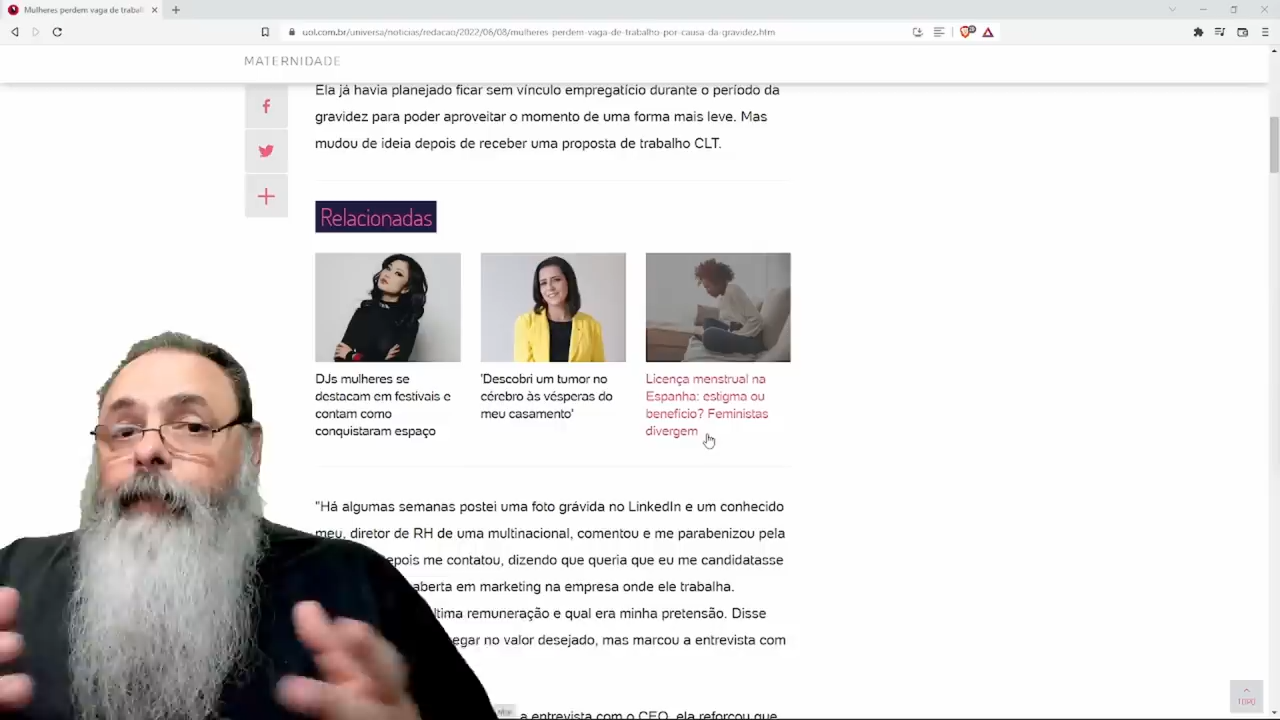 Mulheres perdem vaga de trabal
uol.com.br/universa/noticias/redacao/2022/06/08/mulheres-perdem-vaga-de-trabalho-por-causa-da-gravidez.htm
MATERNIDADE
Ela já havia planejado ficar sem vínculo empregatício durante o período da
gravidez para poder aproveitar o momento de uma forma mais leve. Mas
mudou de ideia depois de receber uma proposta de trabalho CLT.
Relacionadas
DJs mulheres se
destacam em festivais e
contam como
conquistaram espaço
'Descobri um tumor no
cérebro às vésperas do
meu casamento'
Licença menstrual na
Espanha: estigma ou
benefício? Feministas
divergem
"Há algumas semanas postei uma foto grávida no LinkedIn e um conhecido
meu, diretor de RH de uma multinacional, comentou e me parabenizou pela
epois me contatou, dizendo que queria que eu me candidatasse
aberta em marketing na empresa onde ele trabalha.
ltima remuneração e qual era minha pretensão. Disse
egar no valor desejado, mas marcou a entrevista com
a entrevista com o CEO, ela reforçou que
TOPO